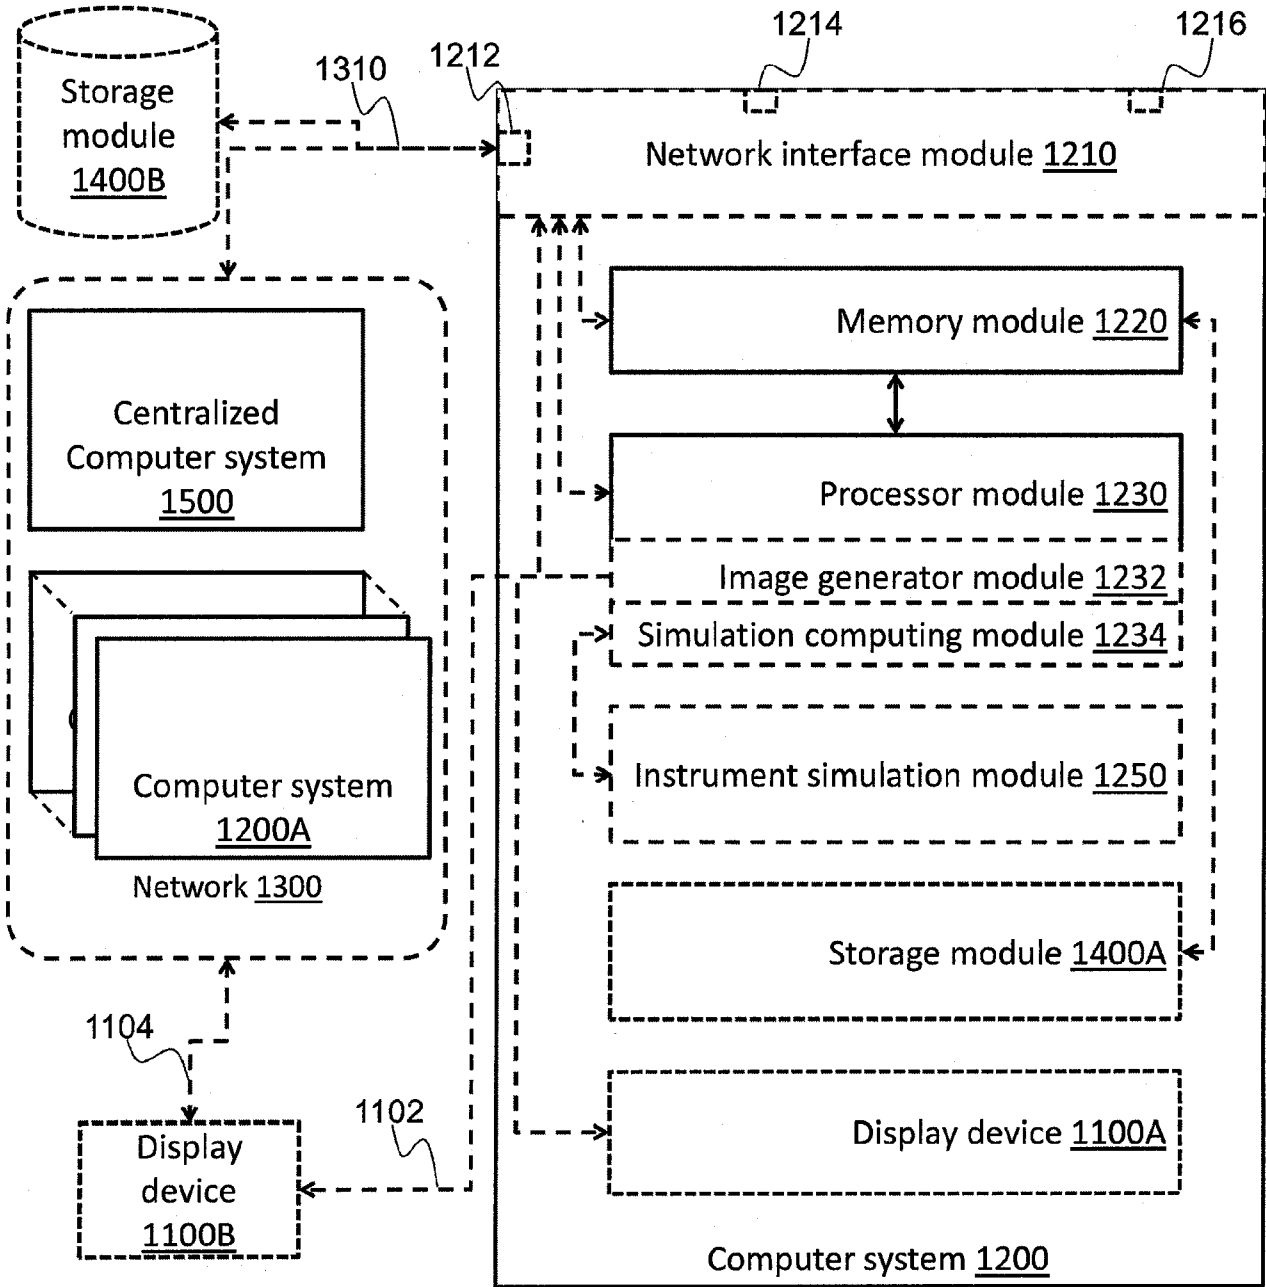 1214
1216
1212
1310
Storage
module
1400B
Network interface module 1210
Memory module 1220
Centralized
Computer system
1500
Processor module 1230
Image generator module 1232
Simulation computing module 1234
Instrument simulation module 1250
Computer system
1200A
Network 1300
Storage module 1400A
1104
1102
Display device 1100A
Display
device
1100B
Computer system 1200